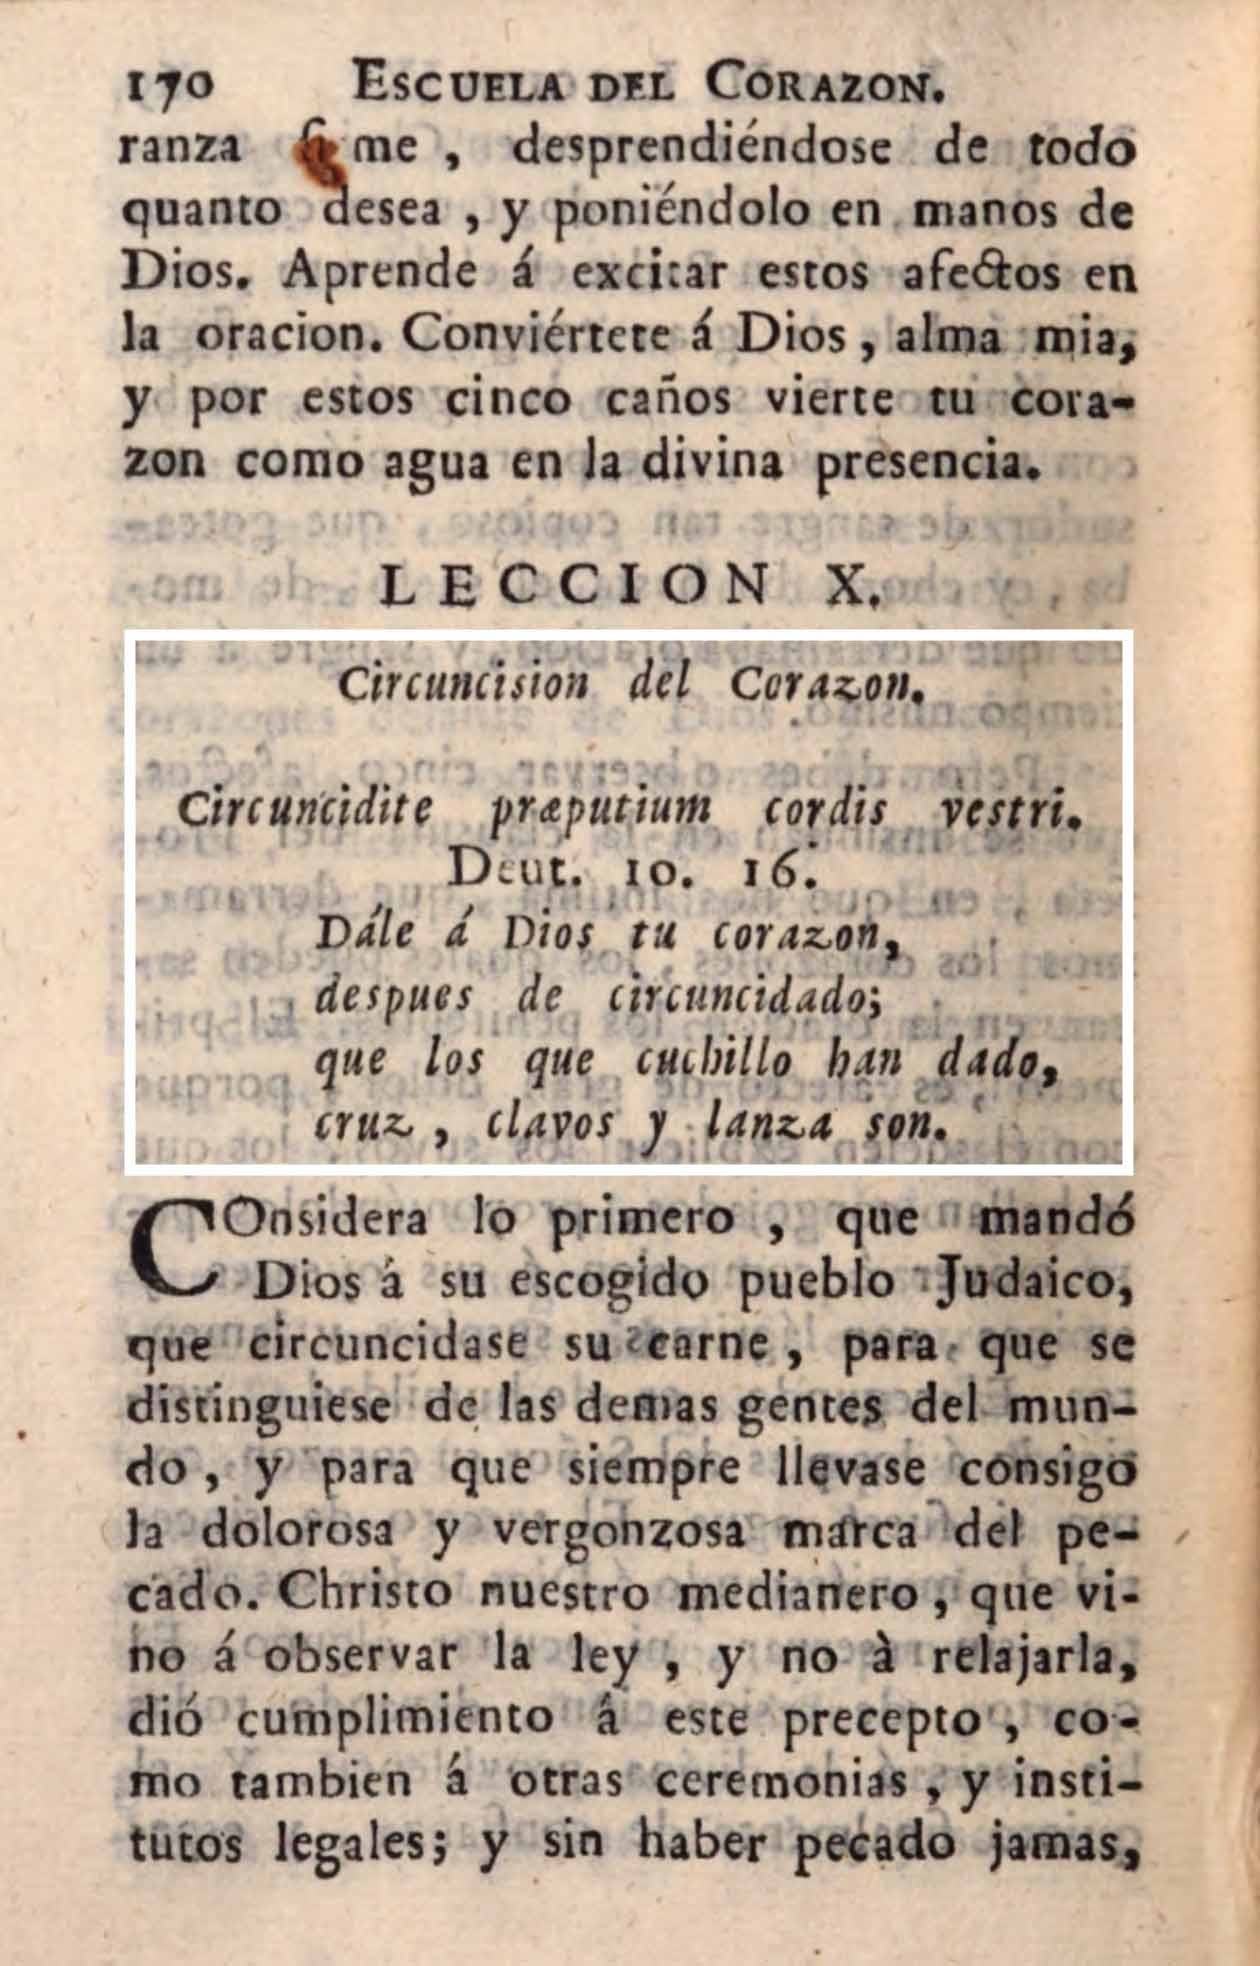 170 ESCUELA DEL CORAZON.
ranza me , desprendiéndose de todo
quanto desea , y poniéndolo en manos de
Dios. Aprende á excitar estos afectos en
la oracion. Conviértete á Dios , alma mia,
y por estos cinco caños vierte tu cora-
zon como agua en la divina presencia.
LECCION X.
Circuncision del Corazon.
Circuncidite præputium cordis vestri.
Deut. 10. 16.
Dále á Dios tu corazon,
despues de circuncidado;
que los que cuchillo han dado,
cruz , clavos y lanza son.
COnsidera lo primero , que mandó
Dios á su escogido pueblo Judaico,
que circuncidase su carne , para que se
distinguiese de las demas gentes del mun-
do , y para que siempre llevase consigo
la dolorosa y vergonzosa marca del pe-
cado. Christo nuestro medianero , que vi-
no á observar la ley , y no à relajarla,
dió cumplimiento á este precepto , co-
mo tambien á otras ceremonias , y insti-
tutos legales; y sin haber pecado jamas,